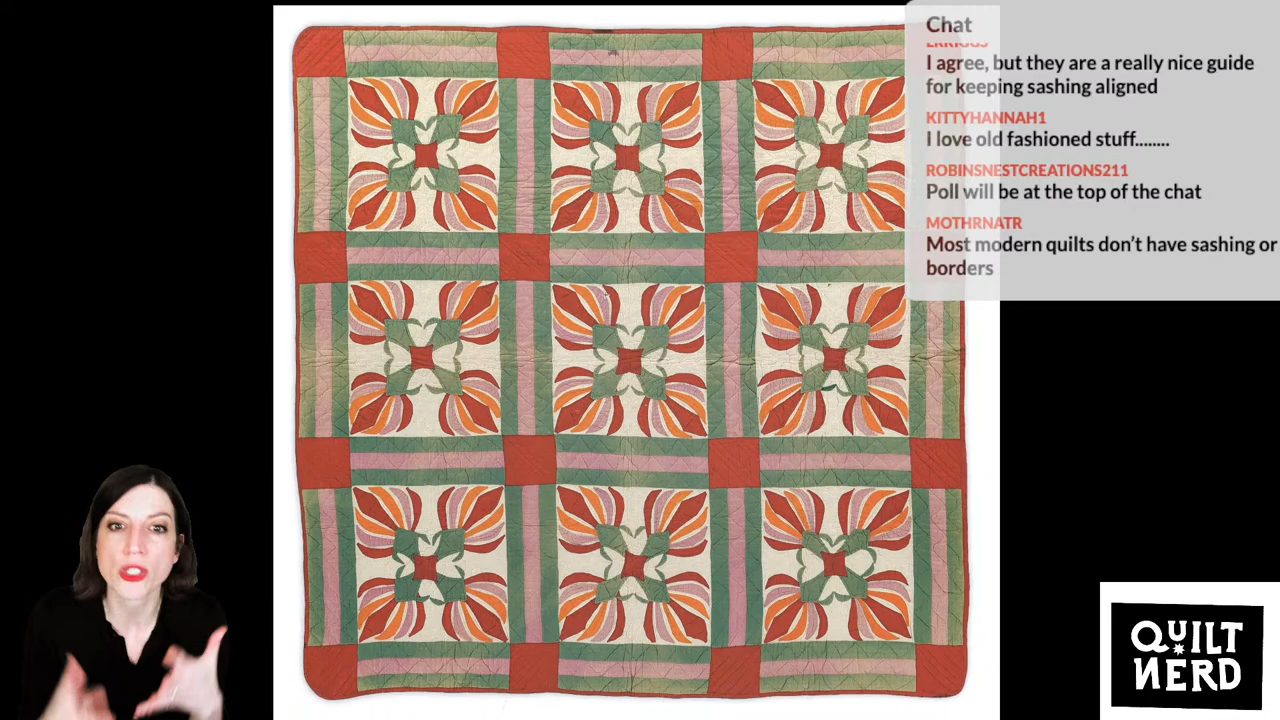 Chat
I agree, but they are a really nice guide
for keeping sashing aligned
KITTYHANNAH1
I love old fashioned stuff........
ROBINSNESTCREATIONS211
Poll will be at the top of the chat
MOTHRNATR
Most modern quilts don't have sashing or
borders
QUILT
NERD